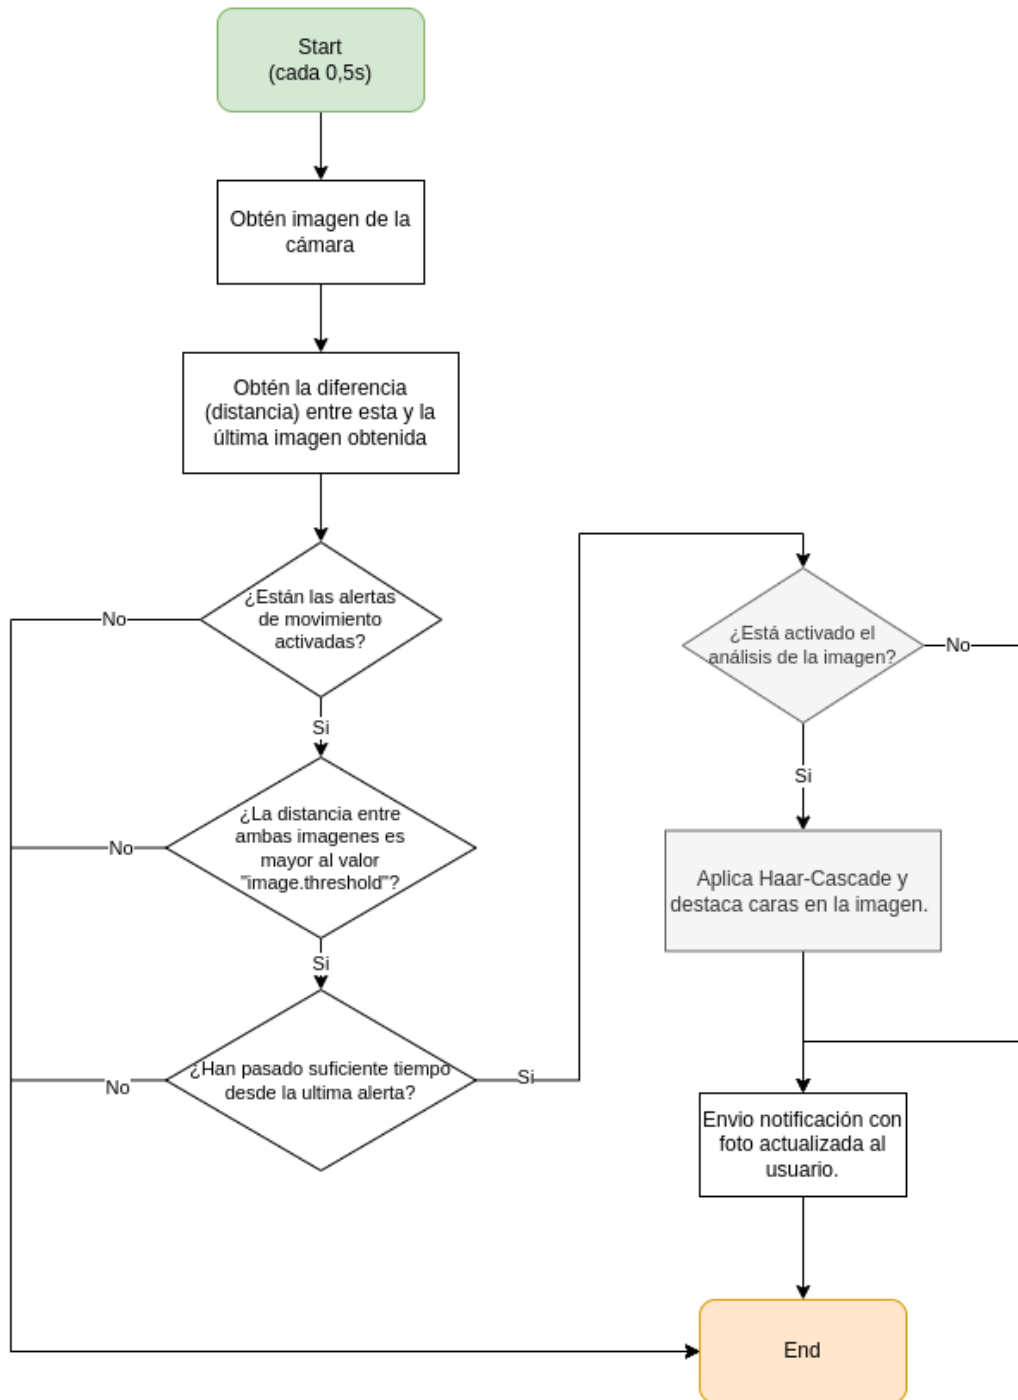 Start
(cada 0,5s)
Obtén imagen de la
cámara
Obtén la diferencia
(distancia) entre esta y la
última imagen obtenida
¿Están las alertas
de movimiento
activadas?
No
Si
¿La distancia entre
ambas imagenes es
mayor al valor
"image.threshold"?
No
Si
¿Han pasado suficiente tiempo
desde la ultima alerta?
No
Si
¿Está activado el
análisis de la imagen?
No
Si
Aplica Haar-Cascade y
destaca caras en la imagen.
Envio notificación con
foto actualizada al
usuario.
End